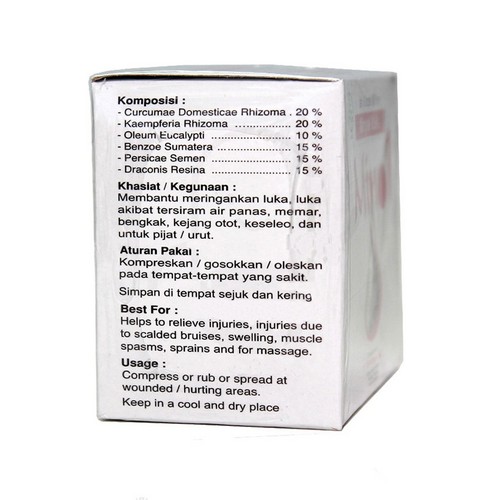 Komposisi :
- Curcumae Domesticae Rhizoma . 20 %
- Kaempferia Rhizoma .................. 20 %
- Oleum Eucalypti ........................ 10 %
- Benzoe Sumatera ...................... 15 %
- Persicae Semen ........................ 15 %
- Draconis Resina ........................ 15 %
Khasiat / Kegunaan :
Membantu meringankan luka, luka
akibat tersiram air panas, memar,
bengkak, kejang otot, keseleo, dan
untuk pijat / urut.
Aturan Pakai :
Kompreskan / gosokkan / oleskan
pada tempat-tempat yang sakit.
Simpan di tempat sejuk dan kering
Best For :
Helps to relieve injuries, injuries due
to scalded bruises, swelling, muscle
spasms, sprains and for massage.
Usage :
Compress or rub or spread at
wounded / hurting areas.
Keep in a cool and dry place